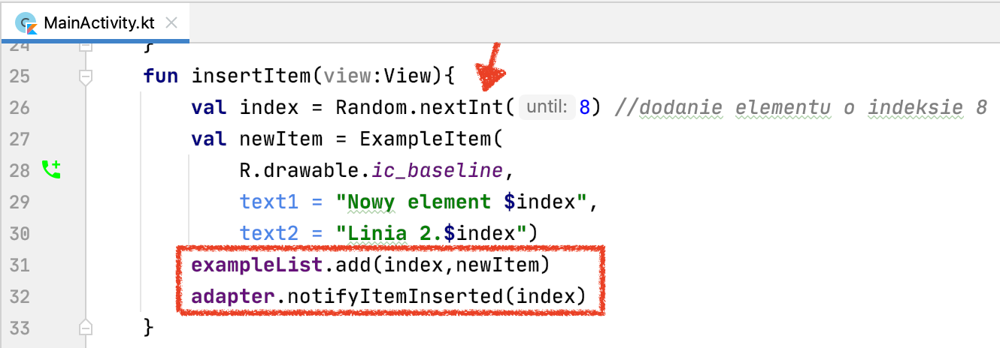 MainActivity.kt
24 }
25 fun insertItem(view:View){
26 val index = Random.nextInt( until: 8) //dodanie elementu o indeksie 8
27 val newItem = ExampleItem(
28 R.drawable.ic_baseline,
29 text1 = "Nowy element $index",
30 text2 = "Linia 2.$index")
31 exampleList.add(index,newItem)
32 adapter.notifyItemInserted(index)
33 }